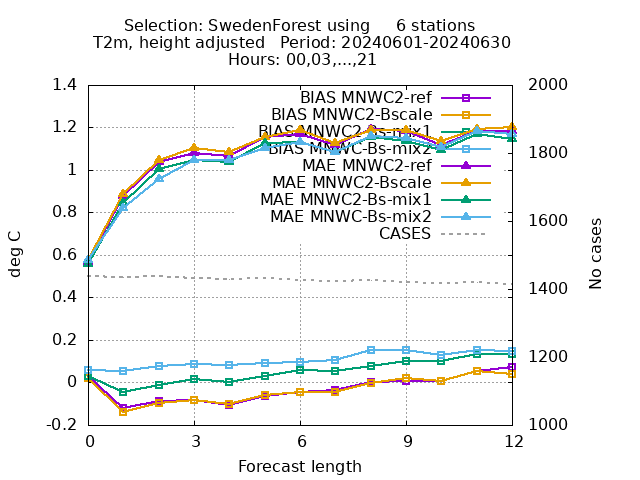 Selection: SwedenForest using 6 stations
T2m, height adjusted Period: 20240601-20240630
Hours: 00,03,...,21
1.4
1.2
1
0.8
0.6
0.4
0.2
0
-0.2
deg C
2000
1800
1600
1400
1200
1000
No cases
BIAS MNWC2-ref
BIAS MNWC2-Bscale
BIAS MNWC2-Bs-mix1
BIAS MNWC-Bs-mix2
MAE MNWC2-ref
MAE MNWC2-Bscale
MAE MNWC2-Bs-mix1
MAE MNWC-Bs-mix2
CASES
0 3 6 9 12
Forecast length